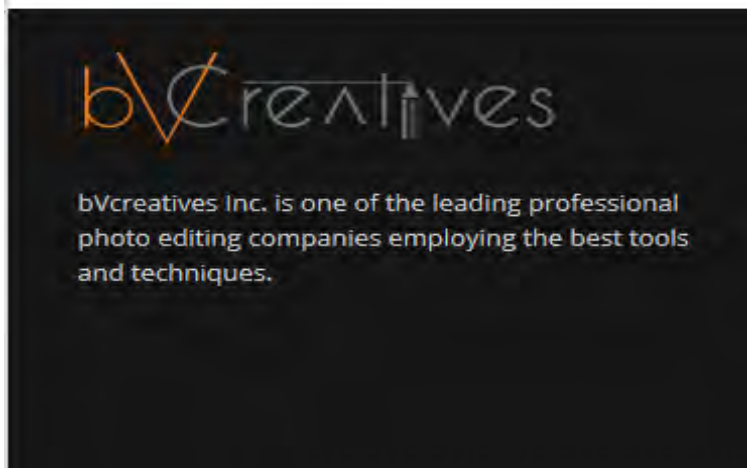 bVCreatives
bVcreatives Inc. is one of the leading professional
photo editing companies employing the best tools
and techniques.